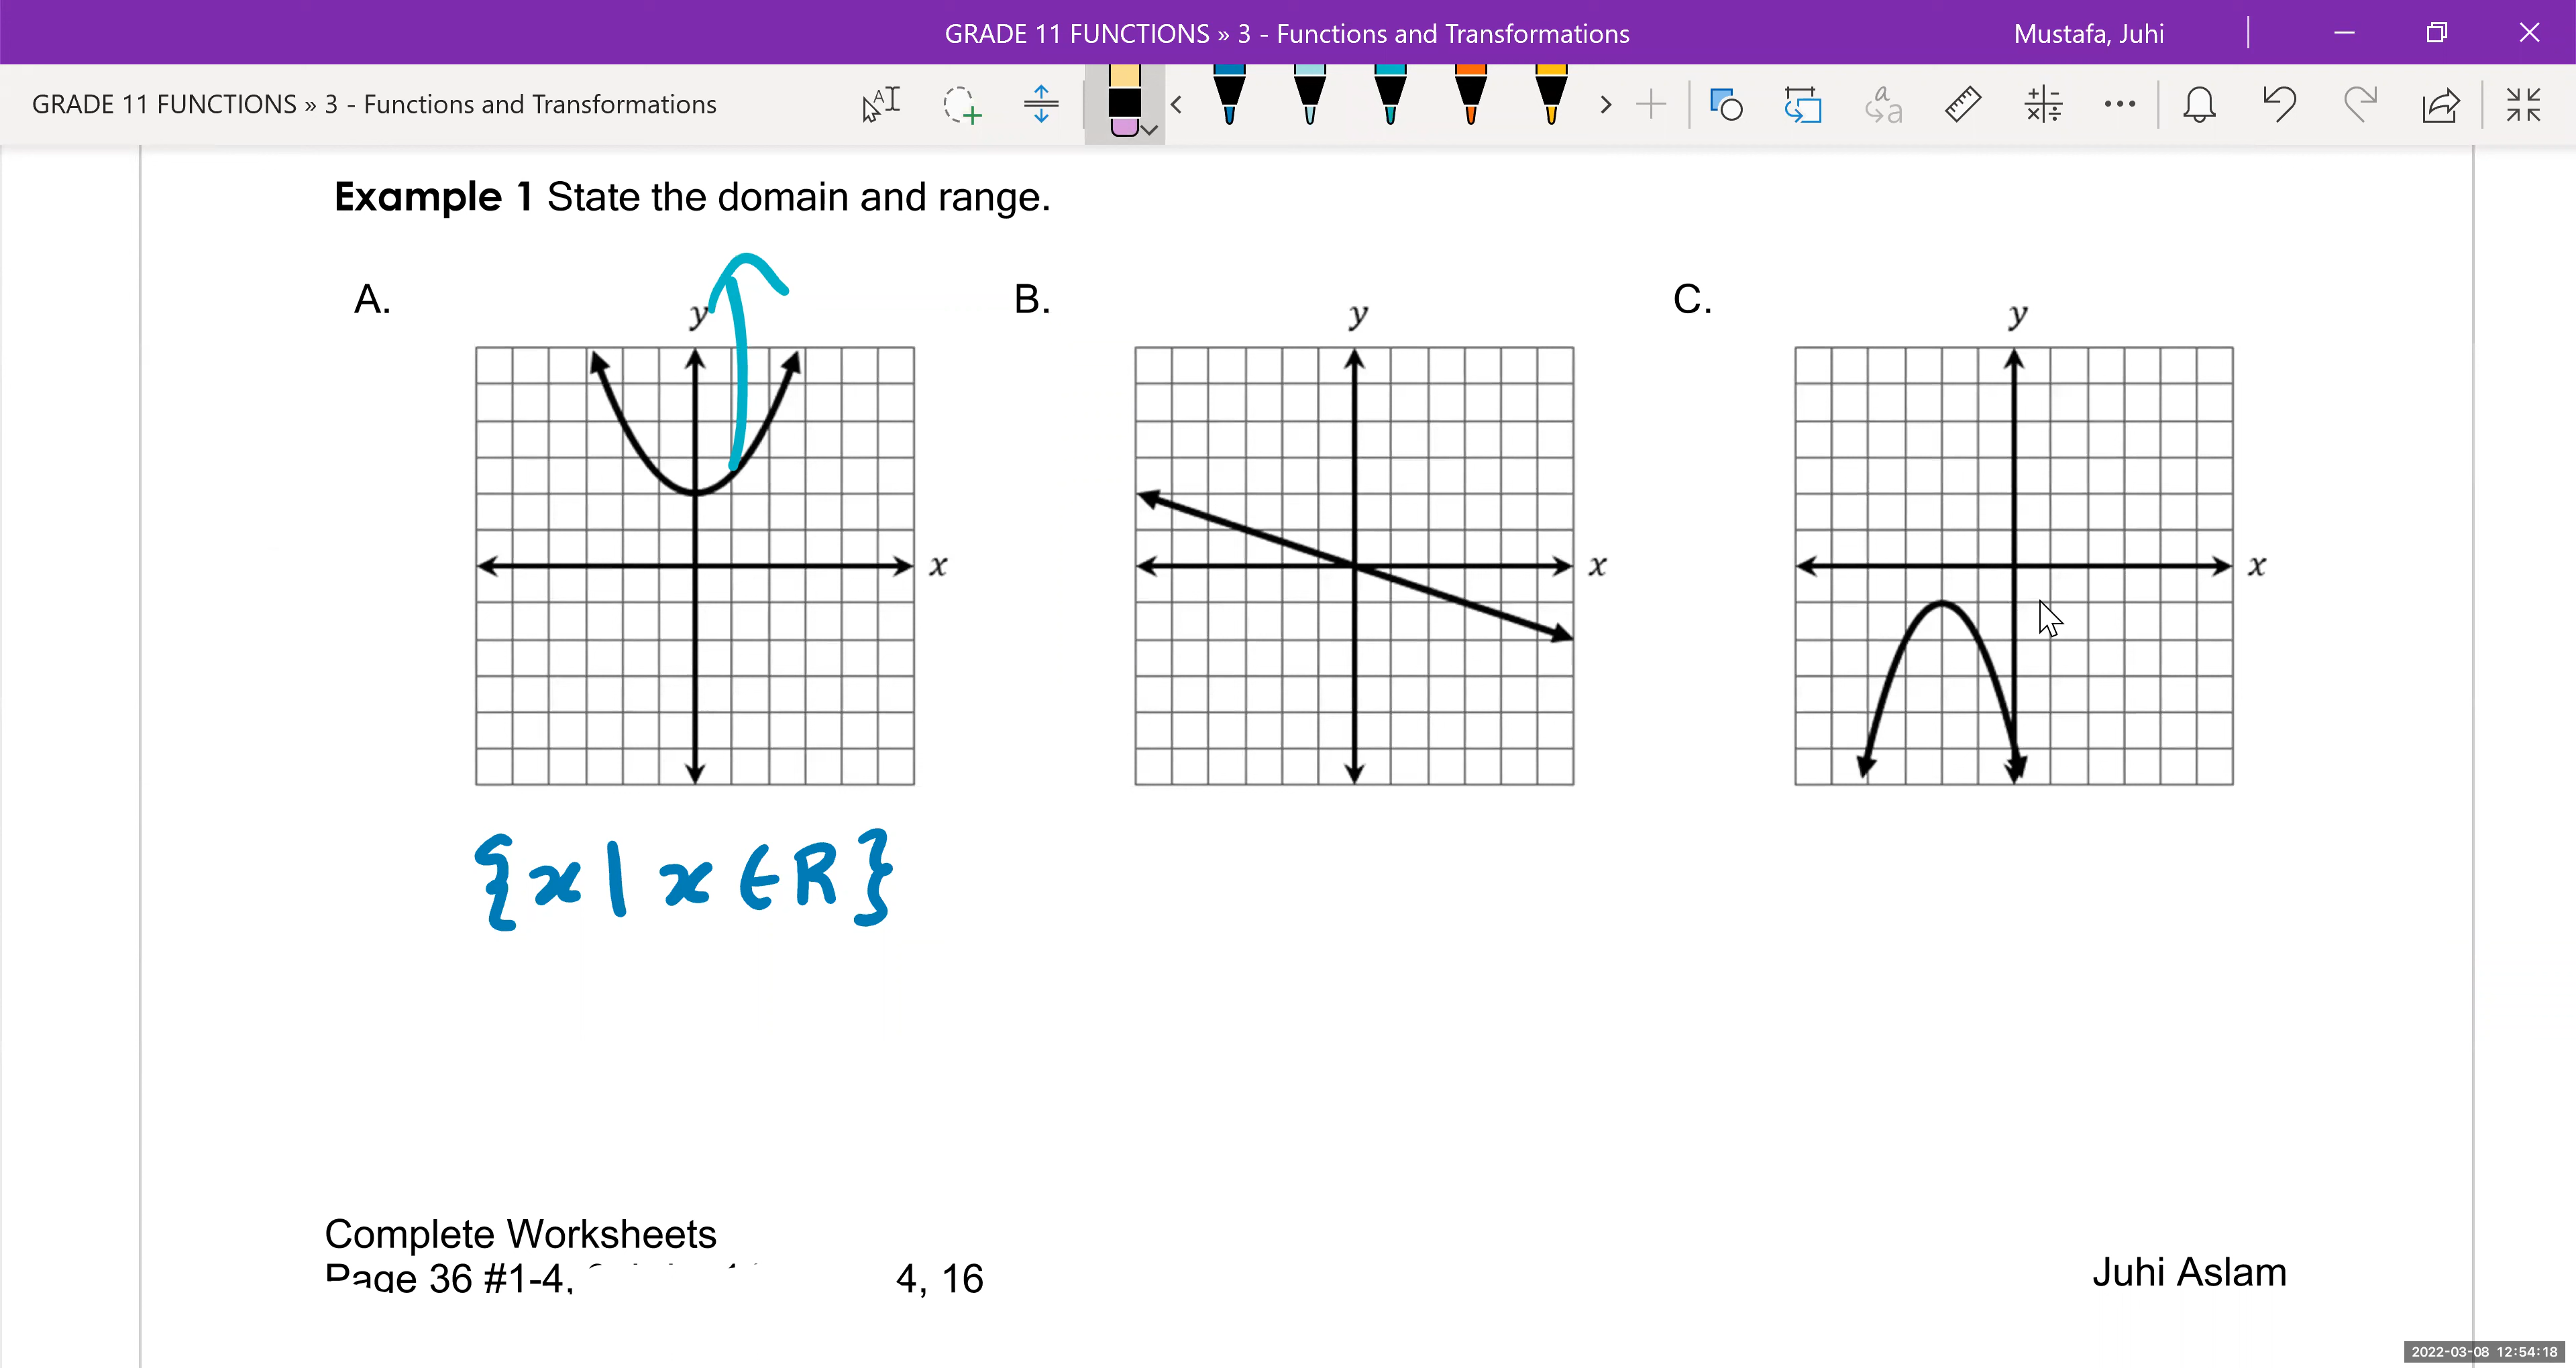 GRADE 11 FUNCTIONS » 3 - Functions and Transformations
Mustafa, Juhi
GRADE 11 FUNCTIONS » 3 - Functions and Transformations
Example 1 State the domain and range.
A.
B.
C.
y
y
y
x
x
x
{x | x ∈ R}
Complete Worksheets
Page 36 #1-4,
4, 16
Juhi Aslam
2022-03-08 12:54:18